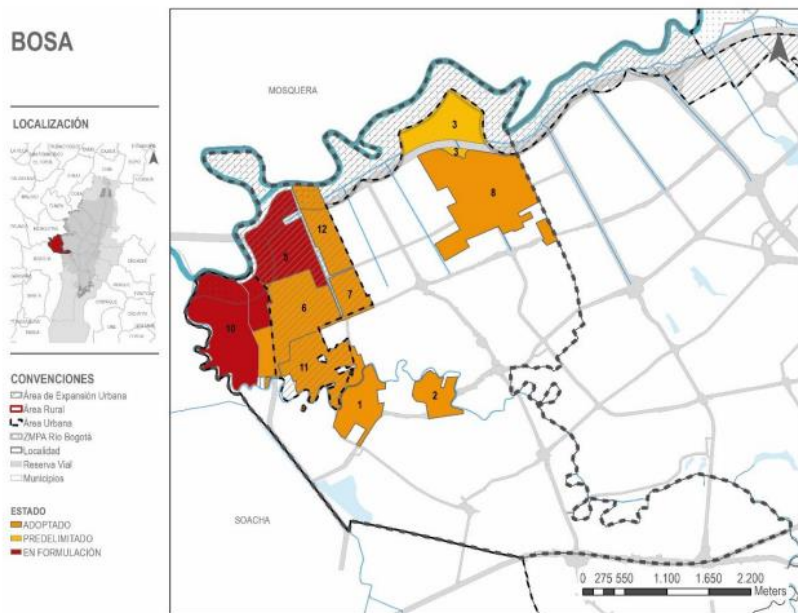 BOSA
LOCALIZACIÓN
CONVENCIONES
Área de Expansión Urbana
Área Rural
Área Urbana
ZMPA Río Bogotá
Localidad
Reserva Vial
Municipios
ESTADO
ADOPTADO
PREDELIMITADO
EN FORMULACIÓN
MOSQUERA
3
3
8
12
5
6
7
10
11
1
2
SOACHA
0 275 550 1.100 1.650 2.200
Meters